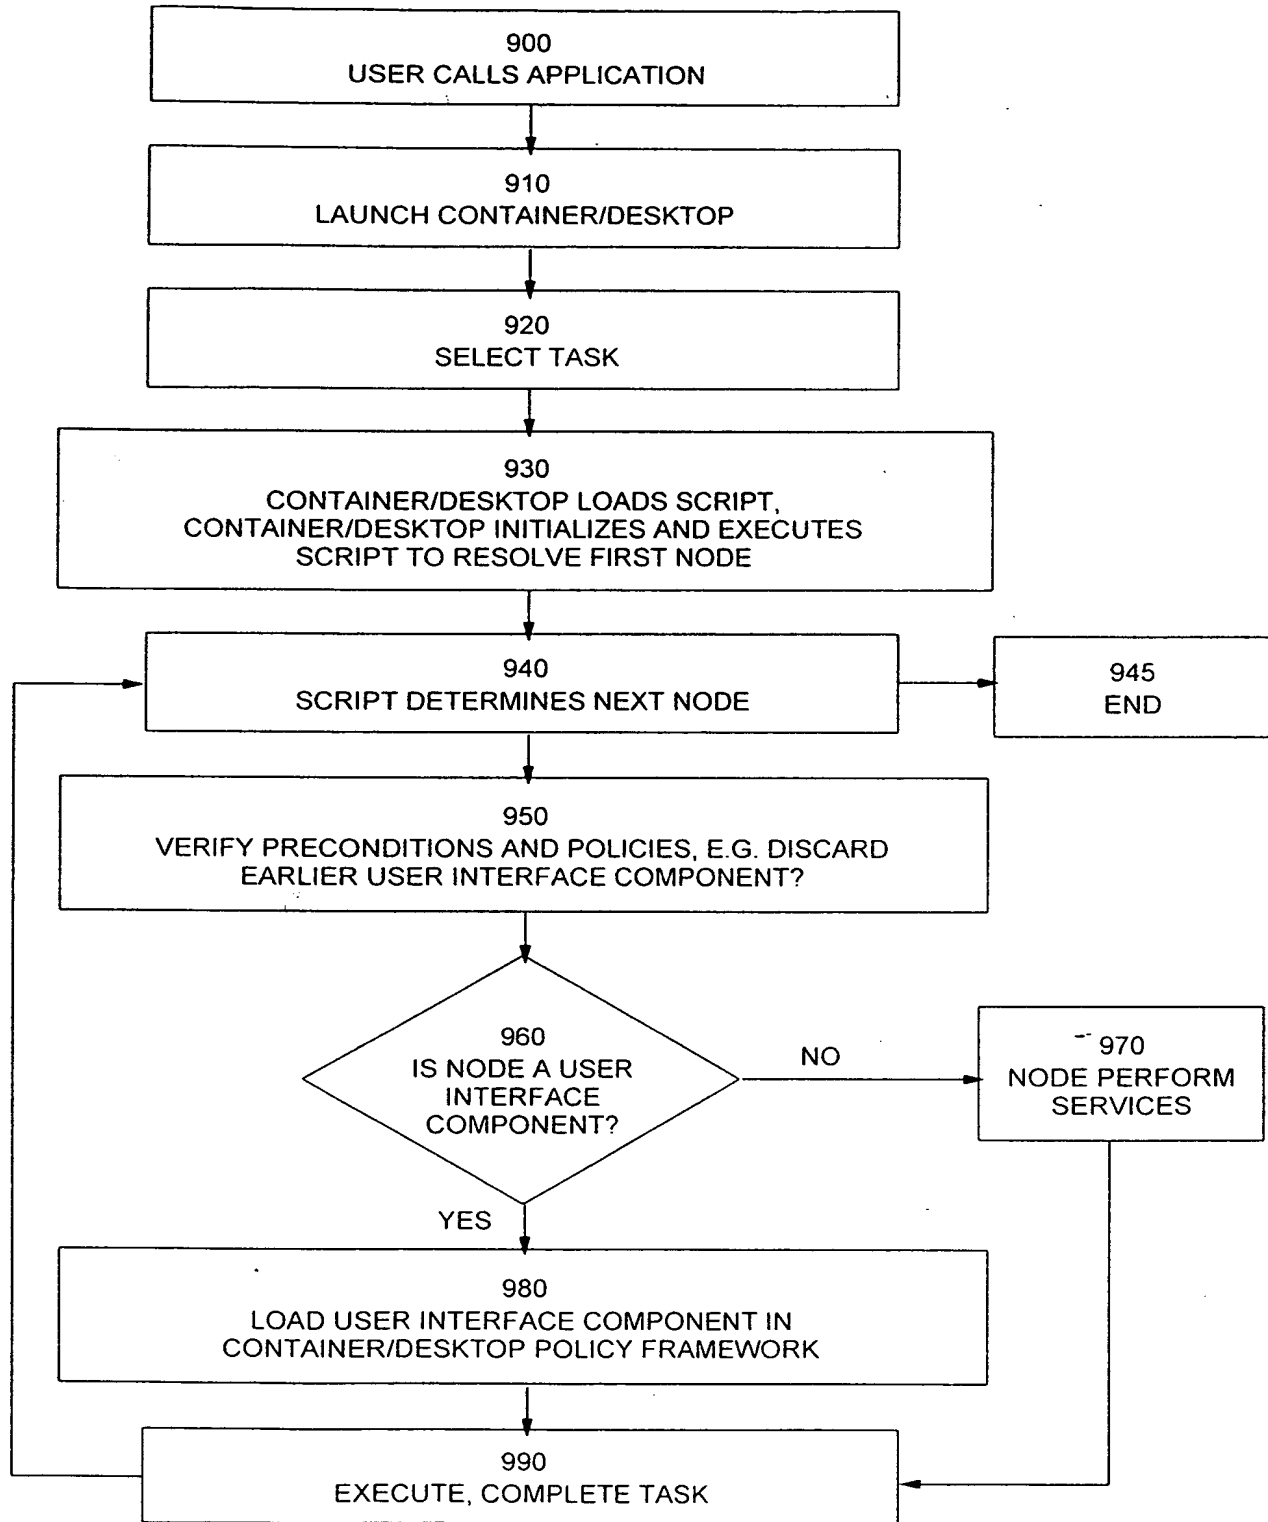 900
USER CALLS APPLICATION
910
LAUNCH CONTAINER/DESKTOP
920
SELECT TASK
930
CONTAINER/DESKTOP LOADS SCRIPT,
CONTAINER/DESKTOP INITIALIZES AND EXECUTES
SCRIPT TO RESOLVE FIRST NODE
940
SCRIPT DETERMINES NEXT NODE
945
END
950
VERIFY PRECONDITIONS AND POLICIES, E.G. DISCARD
EARLIER USER INTERFACE COMPONENT?
960
IS NODE A USER
INTERFACE
COMPONENT?
NO
970
NODE PERFORM
SERVICES
YES
980
LOAD USER INTERFACE COMPONENT IN
CONTAINER/DESKTOP POLICY FRAMEWORK
990
EXECUTE, COMPLETE TASK